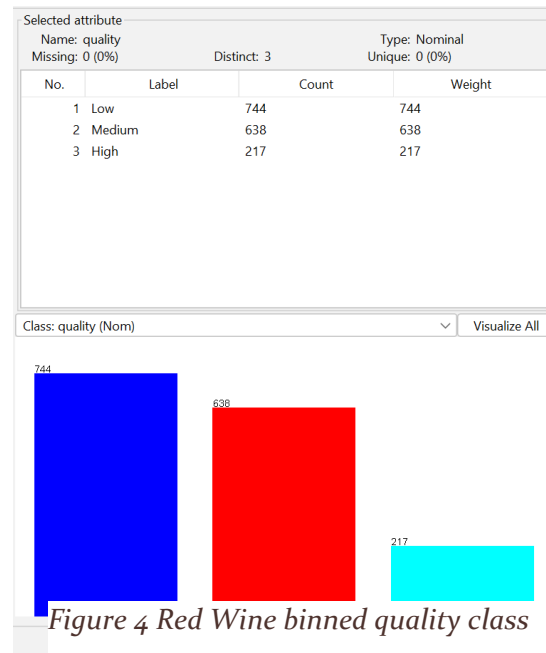 Selected attribute
Name: quality Type: Nominal
Missing: 0 (0%) Distinct: 3 Unique: 0 (0%)
No. Label Count Weight
1 Low 744 744
2 Medium 638 638
3 High 217 217
Class: quality (Nom) Visualize All
744
638
217
Figure 4 Red Wine binned quality class